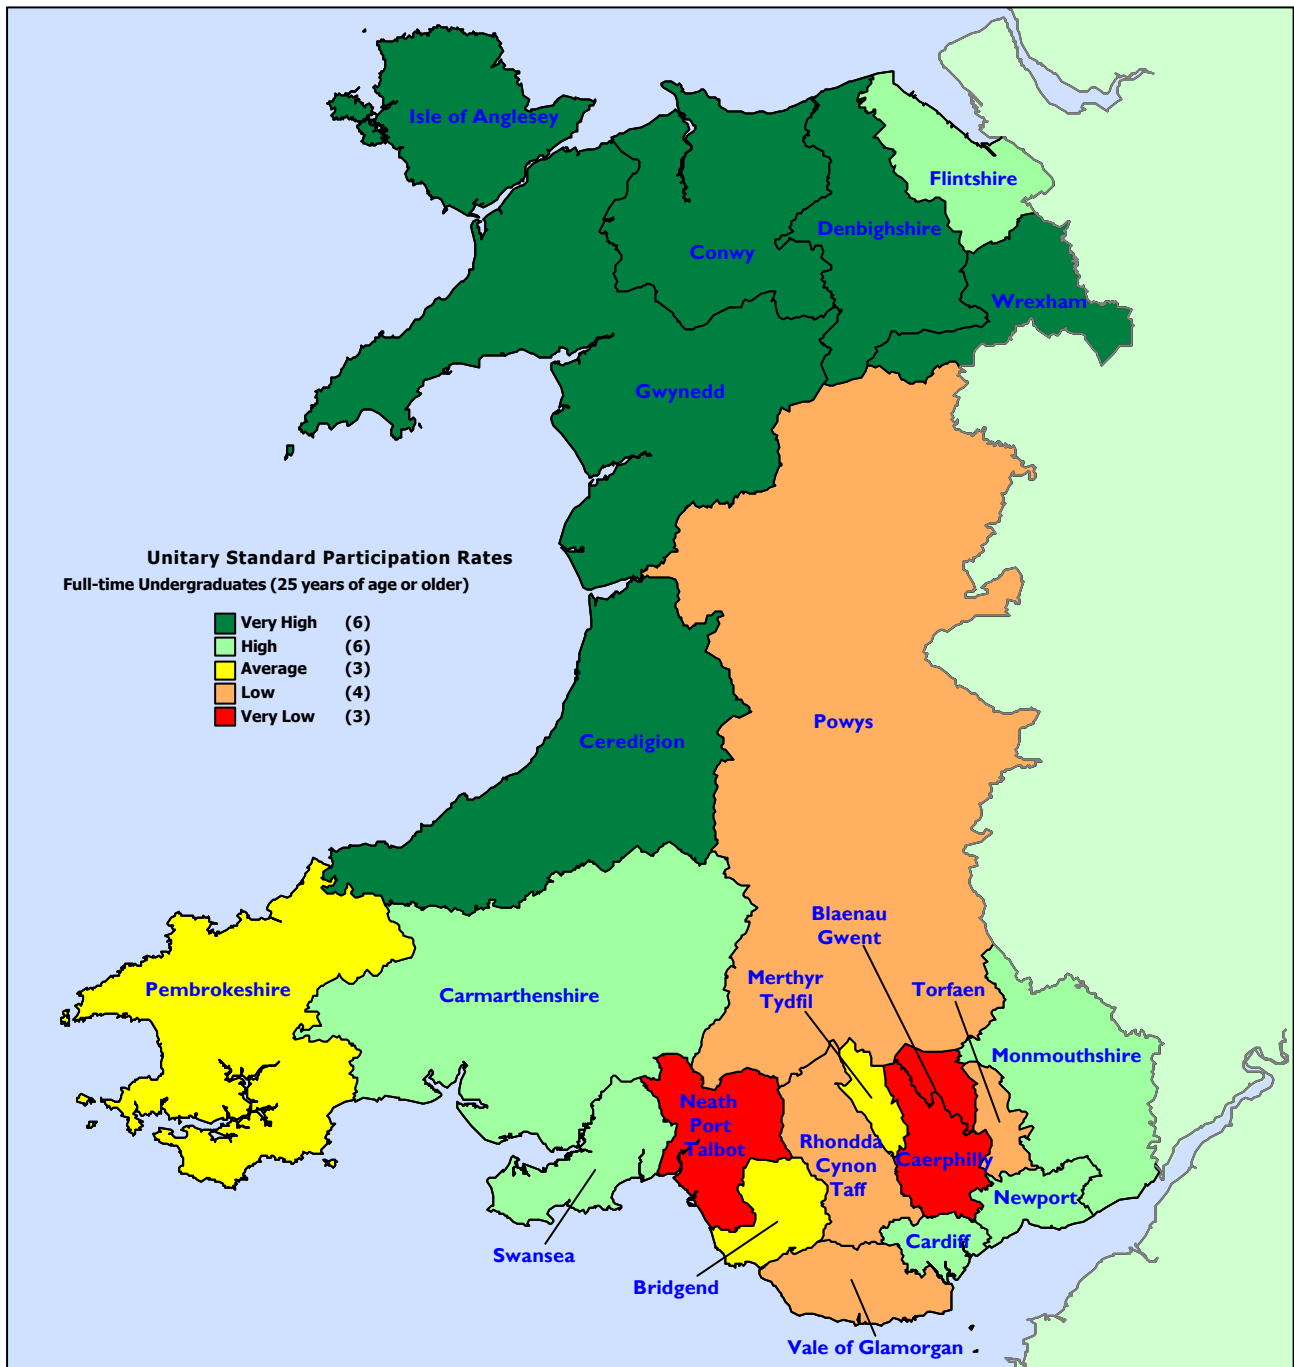 Isle of Anglesey
Flintshire
Denbighshire
Conwy
Wrexham
Gwynedd
Unitary Standard Participation Rates
Full-time Undergraduates (25 years of age or older)
Very High (6)
High (6)
Average (3)
Low (4)
Very Low (3)
Powys
Ceredigion
Blaenau
Gwent
Merthyr
Tydfil
Torfaen
Pembrokeshire
Carmarthenshire
Monmouthshire
Neath
Port
Talbot
Rhondda
Cynon
Taff
Caerphilly
Newport
Cardiff
Swansea
Bridgend
Vale of Glamorgan